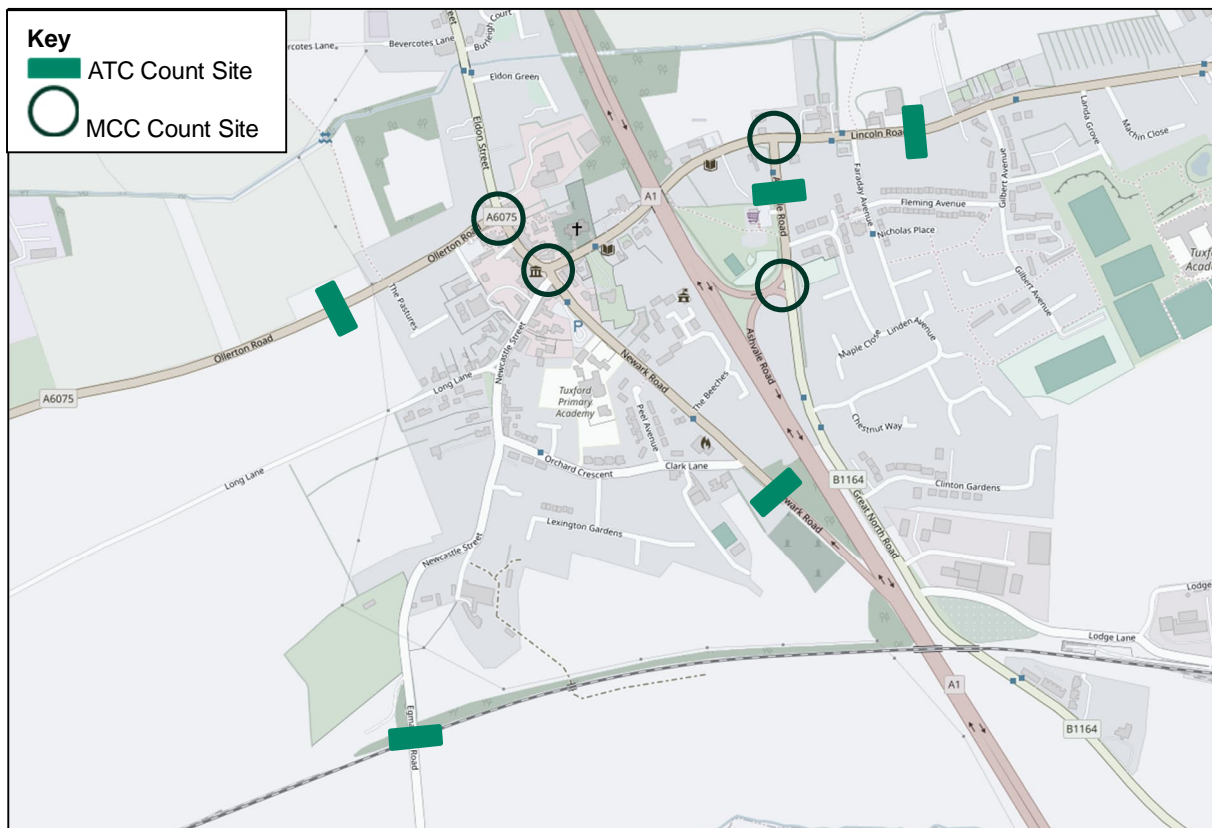 Key
ATC Count Site
MCC Count Site
Bevercotes Lane
Burleigh Court
Eldon Green
Eldon Street
A1
Lincoln Road
Landa Grove
Machin Close
Gilbert Avenue
Faraday Avenue
Fleming Avenue
Nicholas Place
A6075
Ollerton Road
The Pastures
Gilbert Avenue
Linden Avenue
Maple Close
Ashvale Road
P
Newcastle Street
Newark Road
Ollerton Road
Long Lane
A6075
Tuxford
Primary
Academy
The Beeches
Peel Avenue
Chestnut Way
Orchard Crescent
Clark Lane
Long Lane
B1164
Clinton Gardens
Great North Road
Lexington Gardens
Newcastle Street
Lodge Lane
A1
B1164
Road